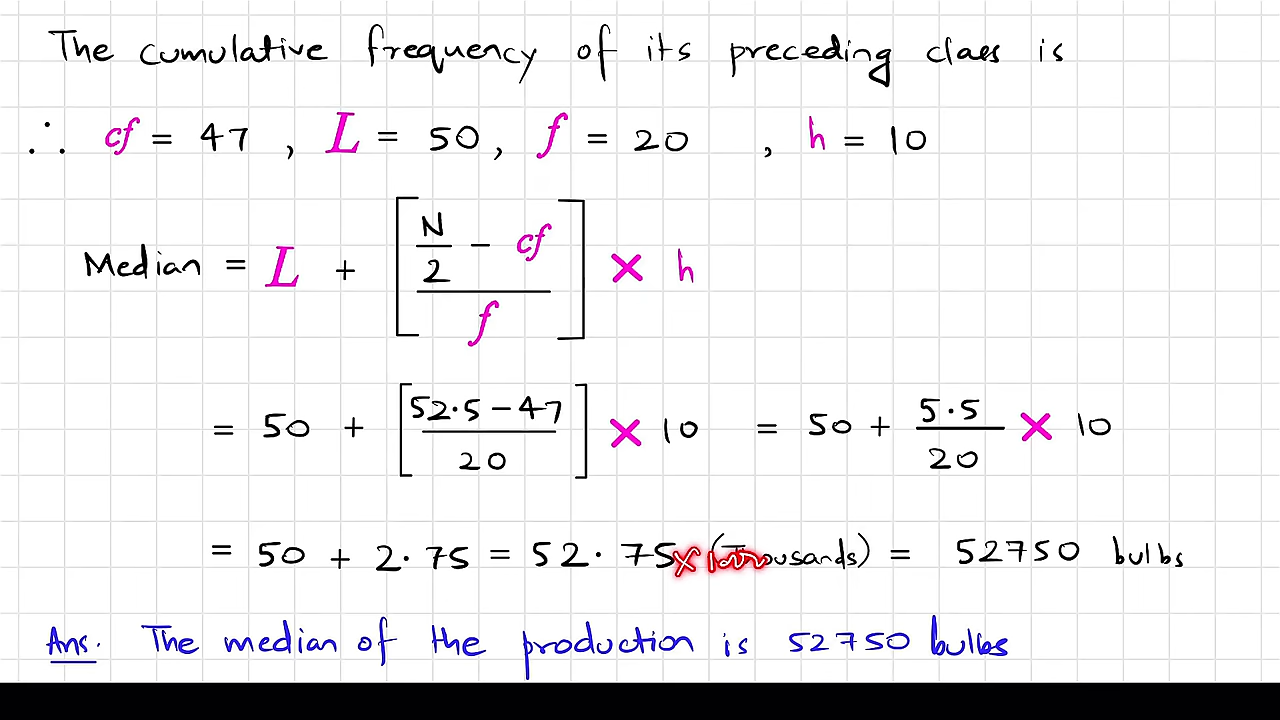 The cumulative frequency of its preceding class is
∴ cf = 47 , L = 50, f = 20 , h = 10
Median = L + [(N/2 - cf)/f] × h
= 50 + [(52.5 - 47)/20] × 10 = 50 + 5.5/20 × 10
= 50 + 2.75 = 52.75 (Thousands) = 52750 bulbs
Ans. The median of the production is 52750 bulbs